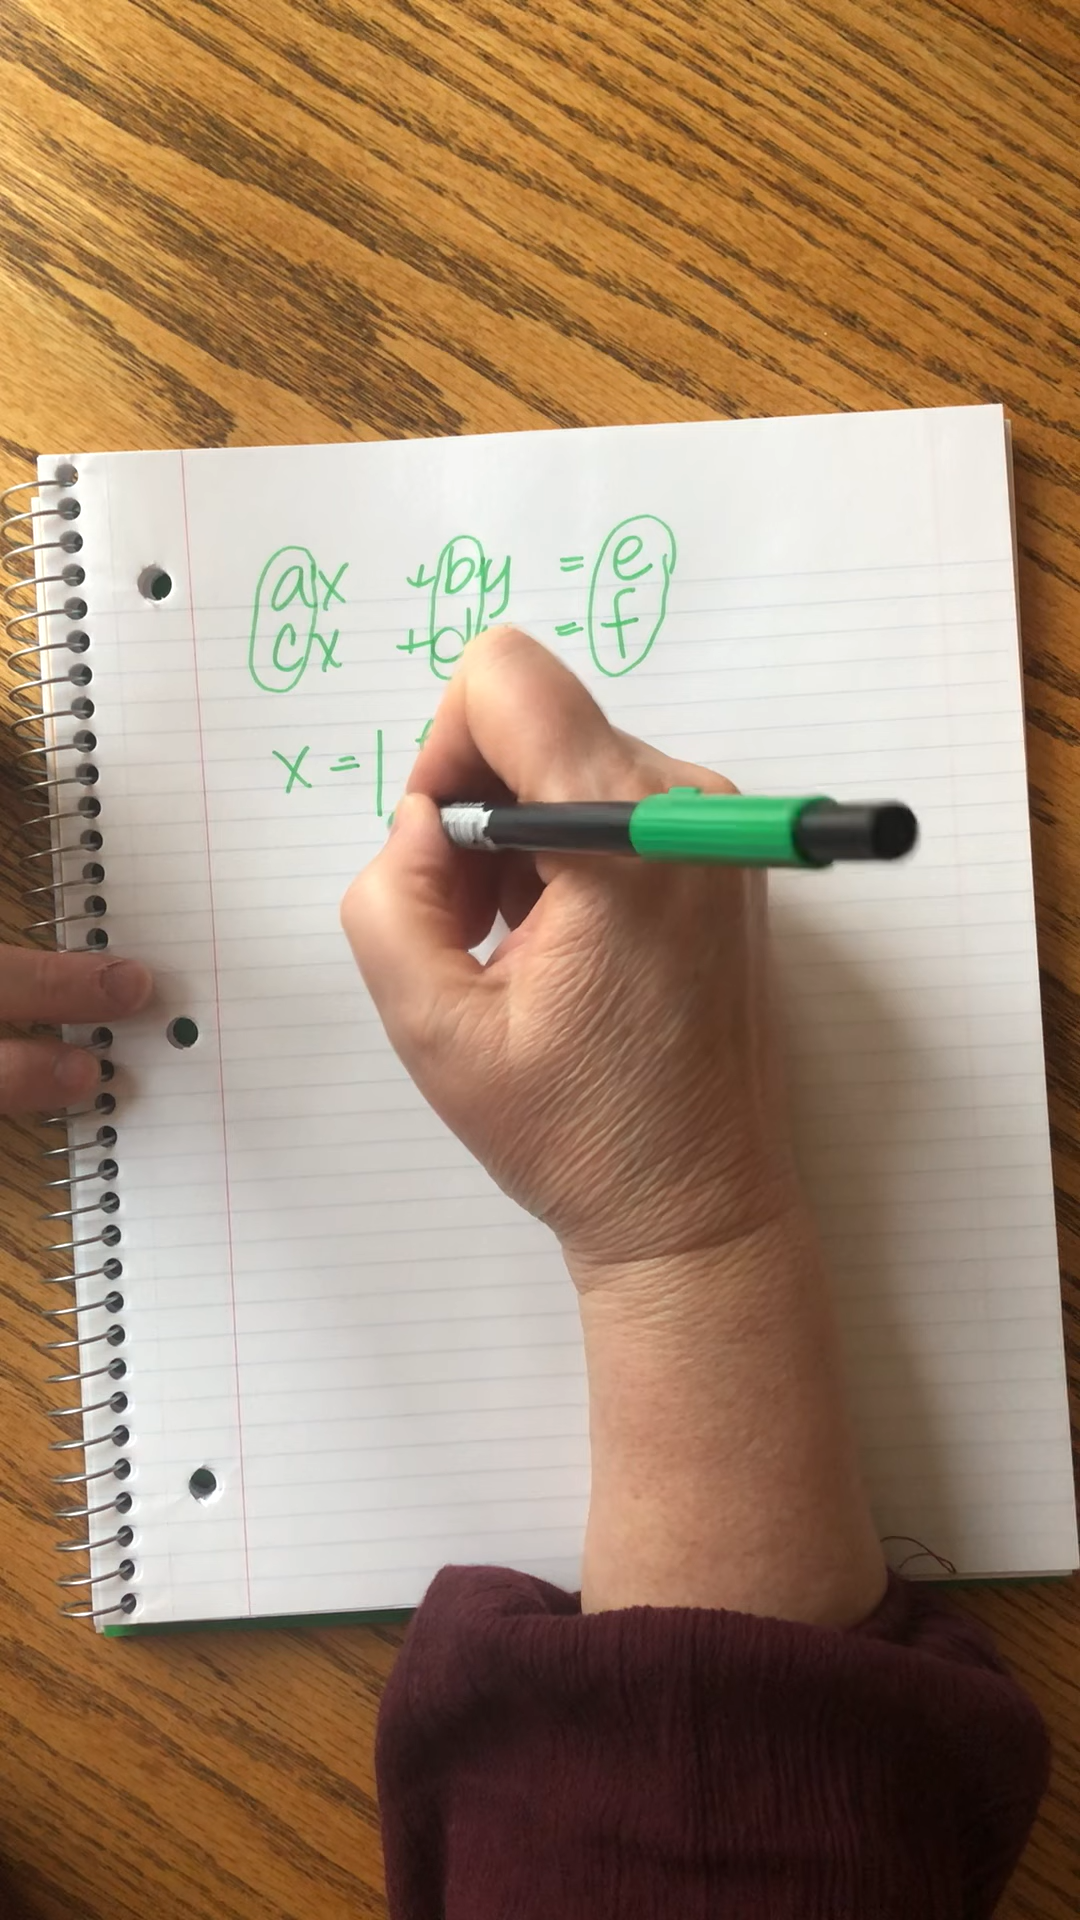 ax +by = e
cx +d = f
x = |